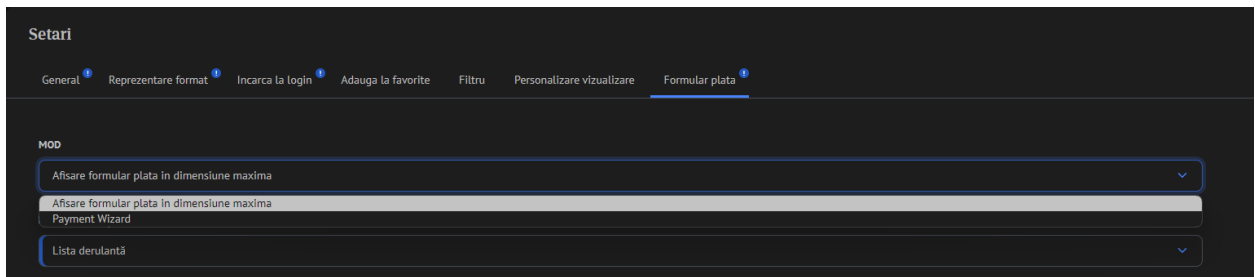 Setari
General Reprezentare format Incarca la login Adauga la favorite Filtru Personalizare vizualizare Formular plata
MOD
Afisare formular plata in dimensiune maxima
Afisare formular plata in dimensiune maxima
Payment Wizard
Lista derulantă